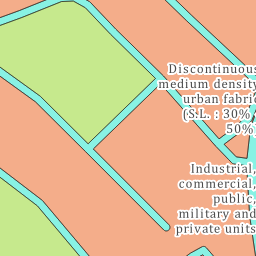 Discontinuous
medium density
urban fabric
(S.L. : 30%
50%)
Industrial,
commercial,
public,
military and
private units